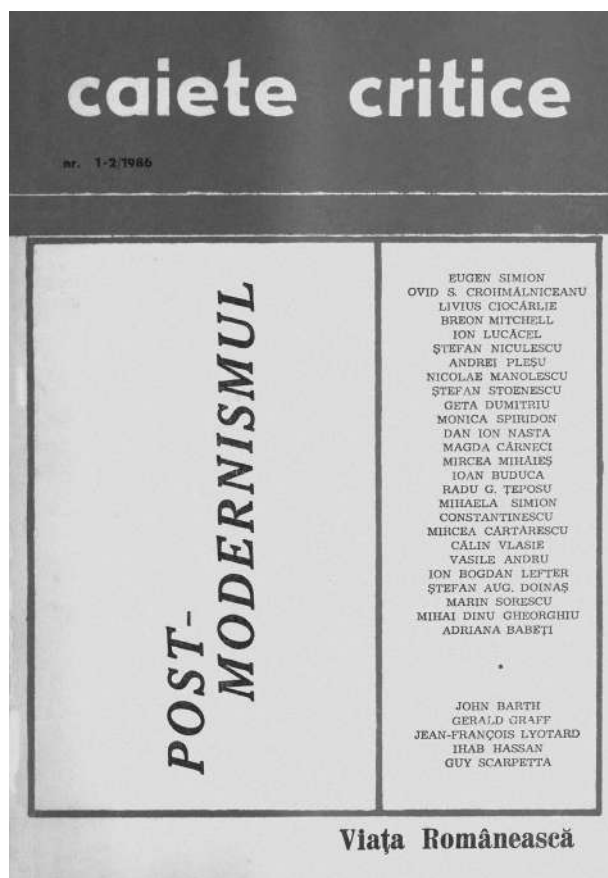 caiete critice
nr. 1-2/1986
POST-
MODERNISMUL
EUGEN SIMION
OVID S. CROHMĂLNICEANU
LIVIUS CIOCÂRLIE
BREON MITCHELL
ION LUCĂCEL
ŞTEFAN NICULESCU
ANDREI PLEŞU
NICOLAE MANOLESCU
ŞTEFAN STOENESCU
GETA DUMITRIU
MONICA SPIRIDON
DAN ION NASTA
MAGDA CÂRNECI
MIRCEA MIHĂIEŞ
IOAN BUDUCA
RADU G. ŢEPOSU
MIHAELA SIMION
CONSTANTINESCU
MIRCEA CĂRTĂRESCU
CĂLIN VLASIE
VASILE ANDRU
ION BOGDAN LEFTER
ŞTEFAN AUG. DOINAŞ
MARIN SORESCU
MIHAI DINU GHEORGHIU
ADRIANA BABEŢI
*
JOHN BARTH
GERALD GRAFF
JEAN-FRANÇOIS LYOTARD
IHAB HASSAN
GUY SCARPETTA
Viaţa Românească